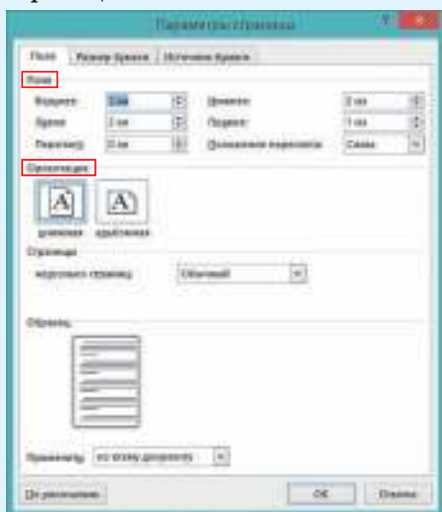 Параметры страницы
Поля Размер бумаги Источник бумаги
Поля
Верхнее: 2 см Нижнее: 2 см
Левое: 2 см Правое: 1 см
Переплет: 0 см Положение переплета: Слева
Ориентация
книжная альбомная
Страницы
несколько страниц: Обычный
Образец
Применить: ко всему документу
По умолчанию ОК Отмена